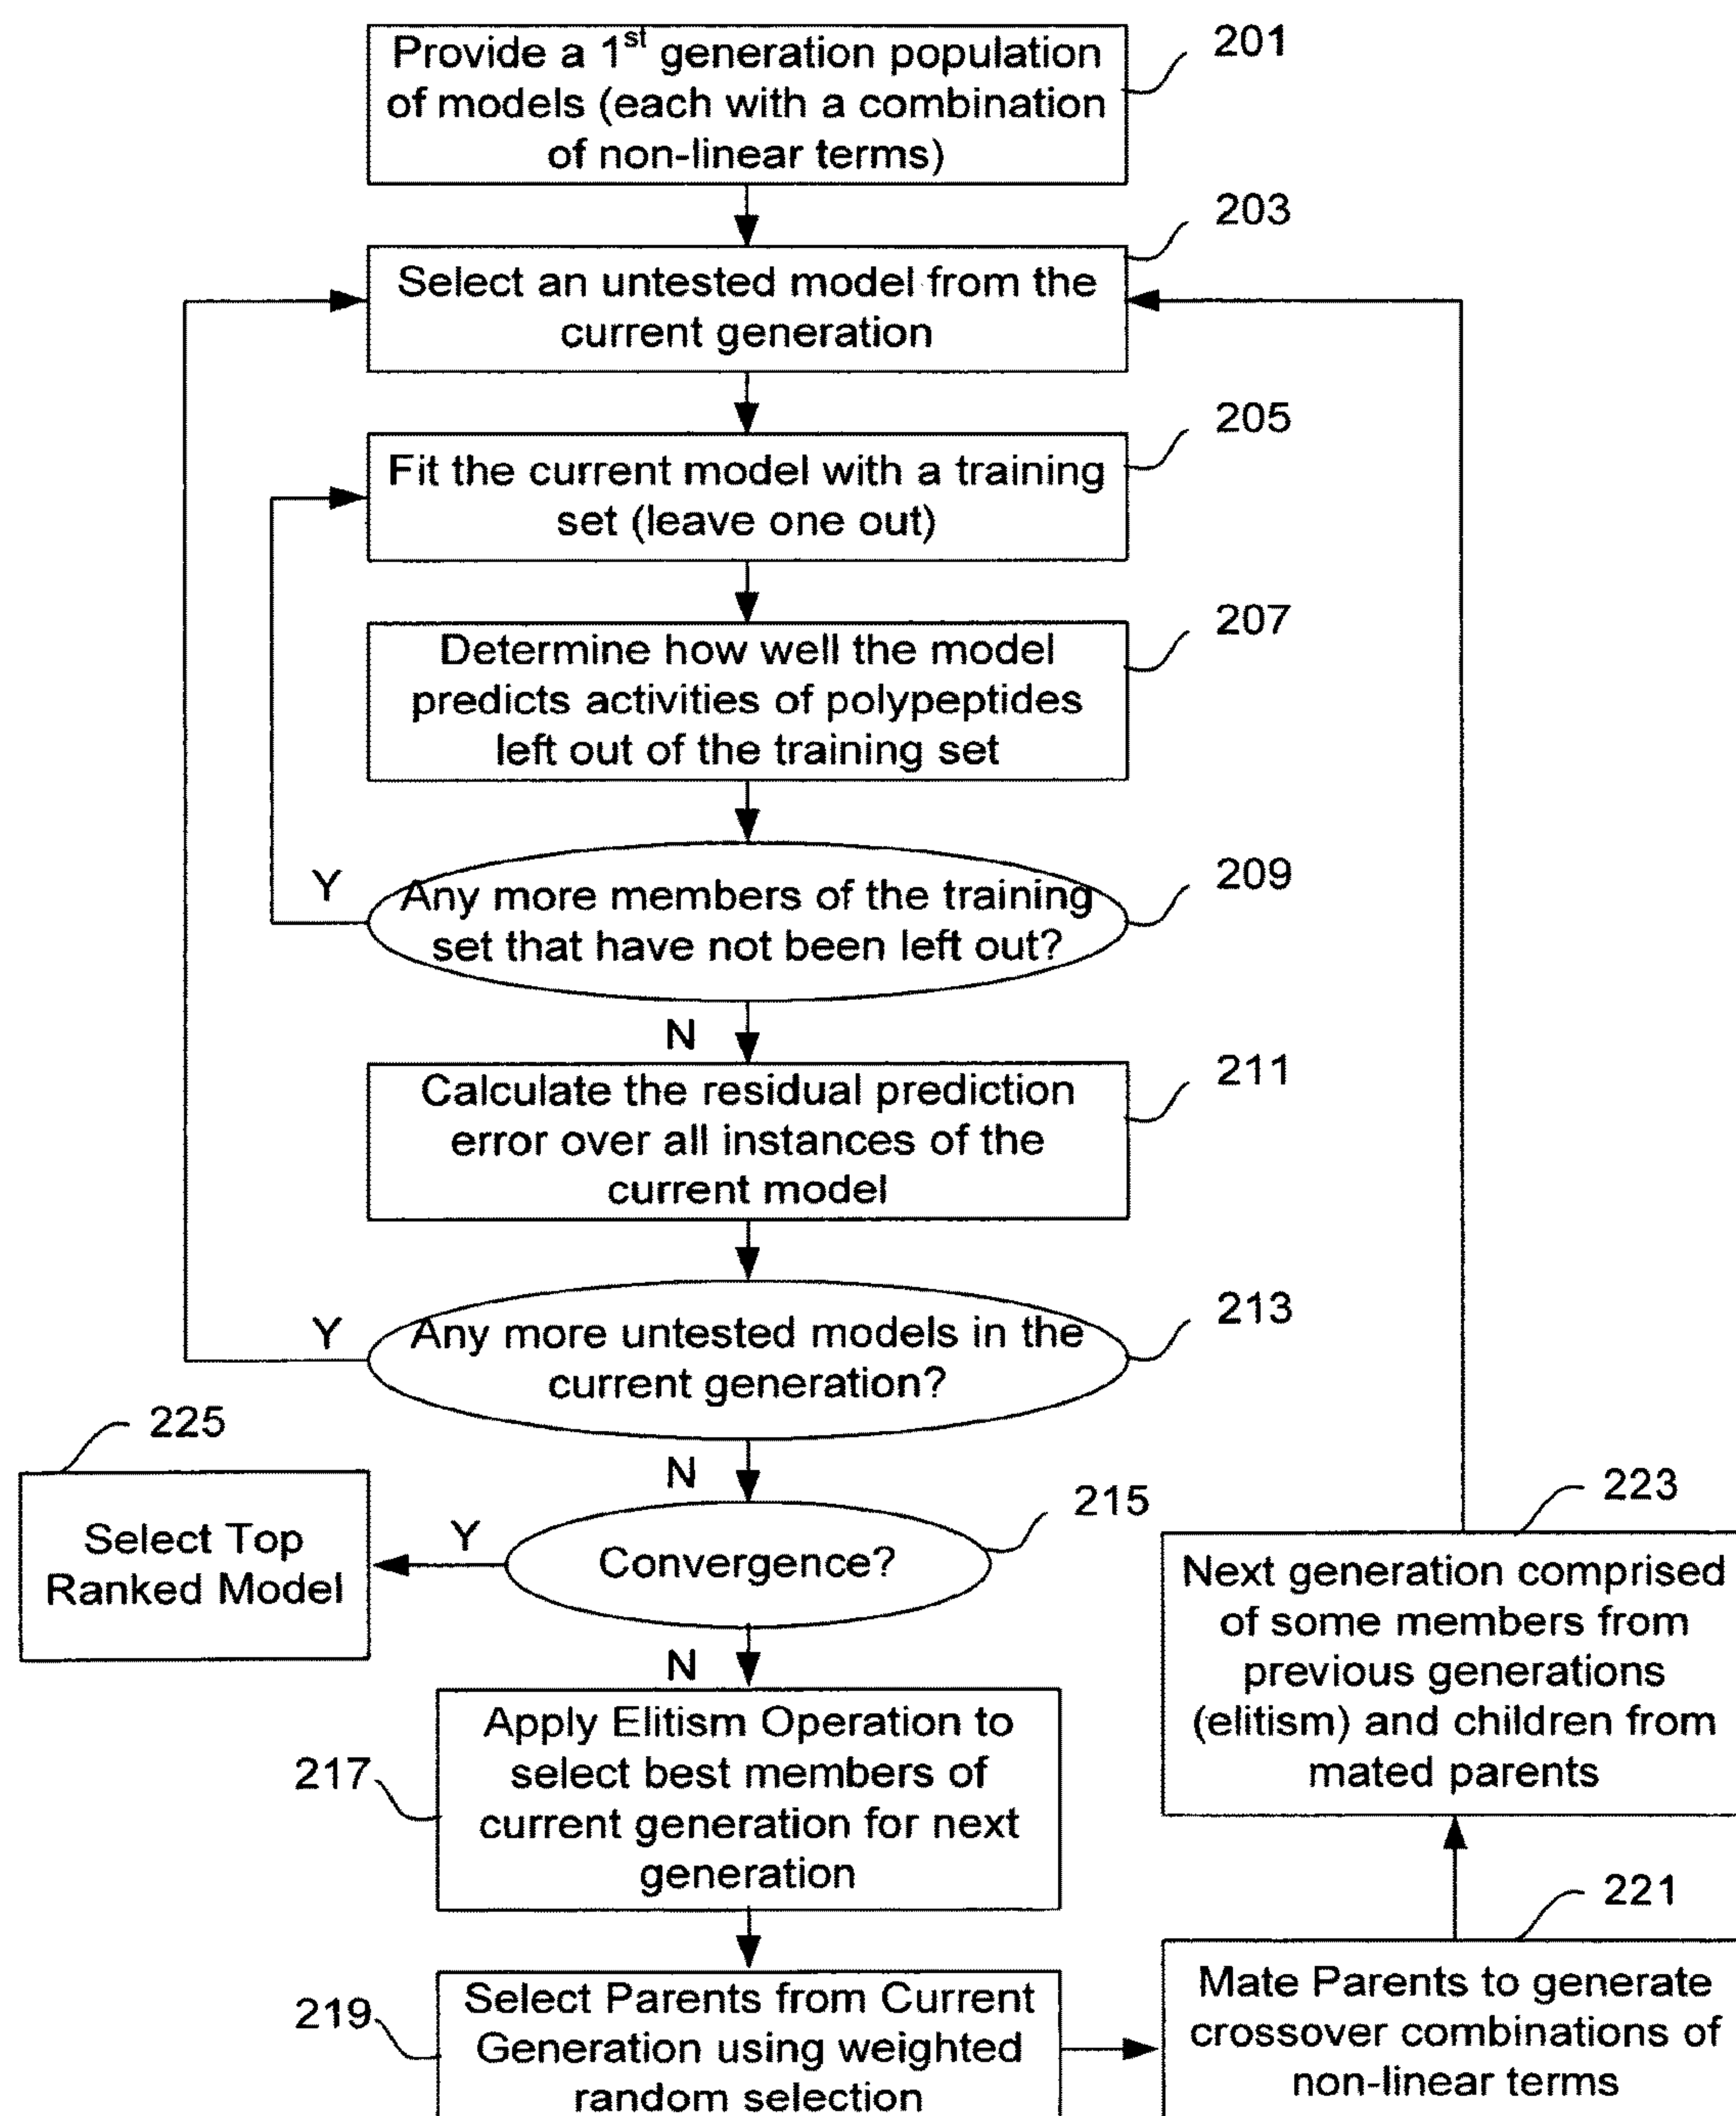 Provide a 1st generation population
of models (each with a combination
of non-linear terms)
201
Select an untested model from the
current generation
203
Fit the current model with a training
set (leave one out)
205
Determine how well the model
predicts activities of polypeptides
left out of the training set
207
Any more members of the training
set that have not been left out?
209
Y
N
Calculate the residual prediction
error over all instances of the
current model
211
Any more untested models in the
current generation?
213
Y
N
Convergence?
215
Y
225
Select Top
Ranked Model
N
Apply Elitism Operation to
select best members of
current generation for next
generation
217
Select Parents from Current
Generation using weighted
random selection
219
Mate Parents to generate
crossover combinations of
non-linear terms
221
Next generation comprised
of some members from
previous generations
(elitism) and children from
mated parents
223